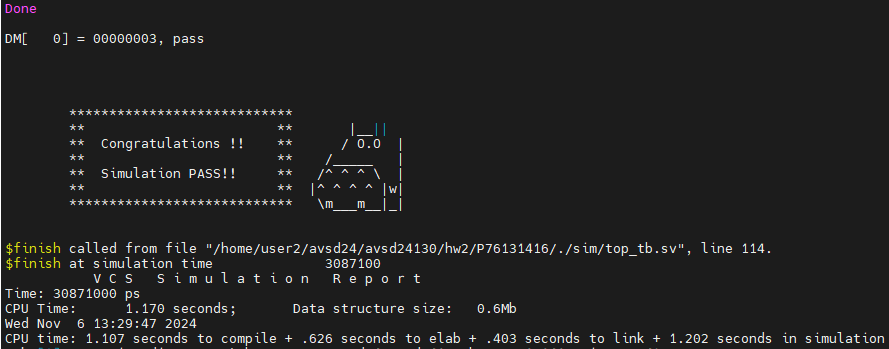 Done
DM[   0] = 00000003, pass
****************************
**                        **         |__||
**  Congratulations !!    **        / O.O  |
**                        **      /_____   |
**  Simulation PASS!!     **     /^ ^ ^ \  |
**                        **    |^ ^ ^ ^ |w|
****************************     \m___m__|_|
$finish called from file "/home/user2/avsd24/avsd24130/hw2/P76131416/./sim/top_tb.sv", line 114.
$finish at simulation time              3087100
           V C S   S i m u l a t i o n   R e p o r t
Time: 30871000 ps
CPU Time:      1.170 seconds;       Data structure size:   0.6Mb
Wed Nov  6 13:29:47 2024
CPU time: 1.107 seconds to compile + .626 seconds to elab + .403 seconds to link + 1.202 seconds in simulation